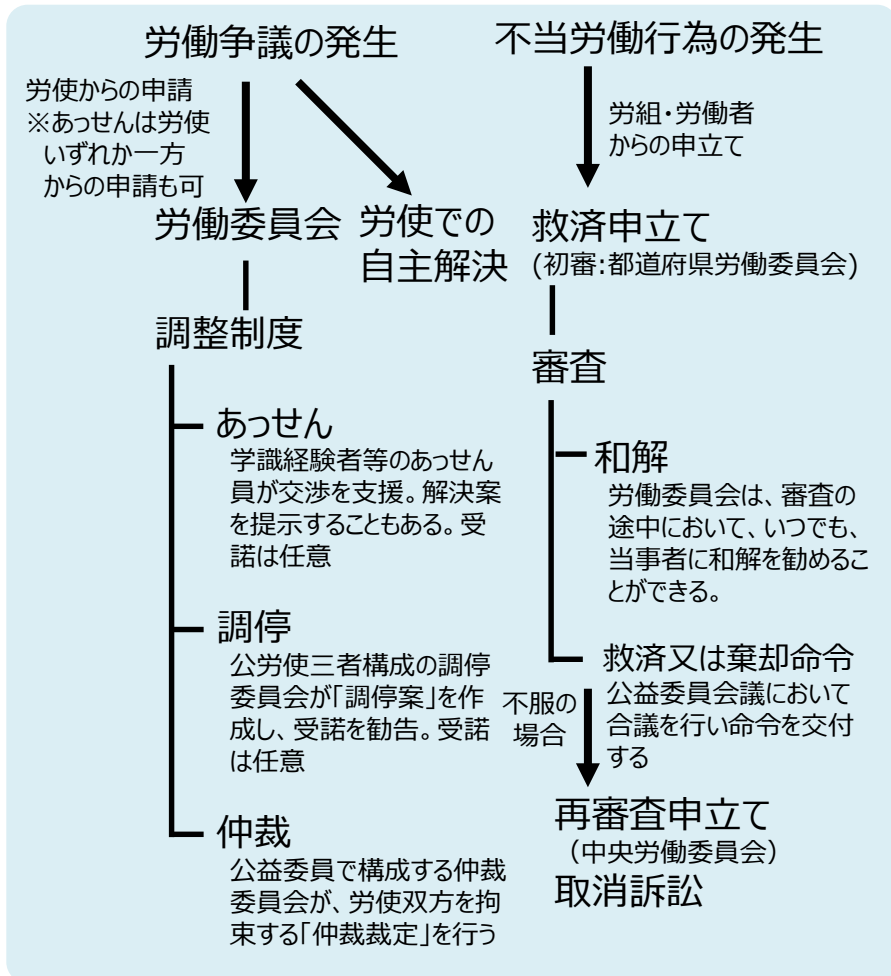 労働争議の発生
労使からの申請
※あっせんは労使
いずれか一方
からの申請も可
労働委員会
労使での
自主解決
調整制度
あっせん
学識経験者等のあっせん
員が交渉を支援。解決案
を提示することもある。受
諾は任意
調停
公労使三者構成の調停
委員会が「調停案」を作
成し、受諾を勧告。受諾
は任意
仲裁
公益委員で構成する仲裁
委員会が、労使双方を拘
束する「仲裁裁定」を行う
不当労働行為の発生
労組・労働者
からの申立て
救済申立て
(初審:都道府県労働委員会)
審査
和解
労働委員会は、審査の
途中において、いつでも、
当事者に和解を勧めるこ
とができる。
救済又は棄却命令
公益委員会議において
合議を行い命令を交付
する
不服の
場合
再審査申立て
（中央労働委員会）
取消訴訟